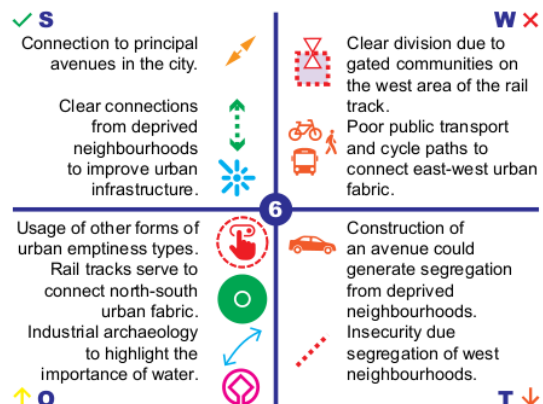 S
Connection to principal
avenues in the city.
Clear connections
from deprived
neighbourhoods
to improve urban
infrastructure.
W
Clear division due to
gated communities on
the west area of the rail
track.
Poor public transport
and cycle paths to
connect east-west urban
fabric.
6
Usage of other forms of
urban emptiness types.
Rail tracks serve to
connect north-south
urban fabric.
Industrial archaeology
to highlight the
importance of water.
O
Construction of
an avenue could
generate segregation
from deprived
neighbourhoods.
Insecurity due
segregation of west
neighbourhoods.
T